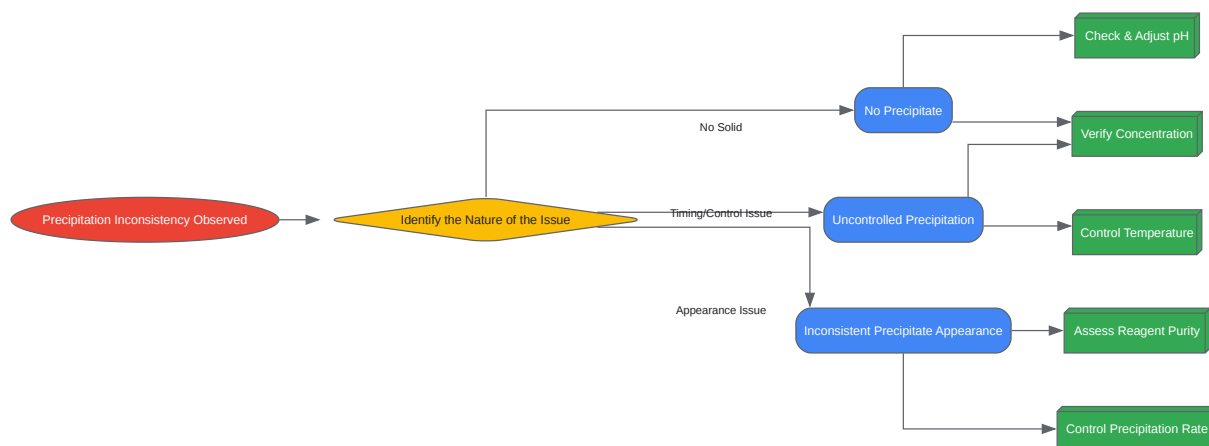 Check & Adjust pH
No Precipitate
No Solid
Verify Concentration
Precipitation Inconsistency Observed
Identify the Nature of the Issue
Timing/Control Issue
Uncontrolled Precipitation
Control Temperature
Appearance Issue
Inconsistent Precipitate Appearance
Assess Reagent Purity
Control Precipitation Rate